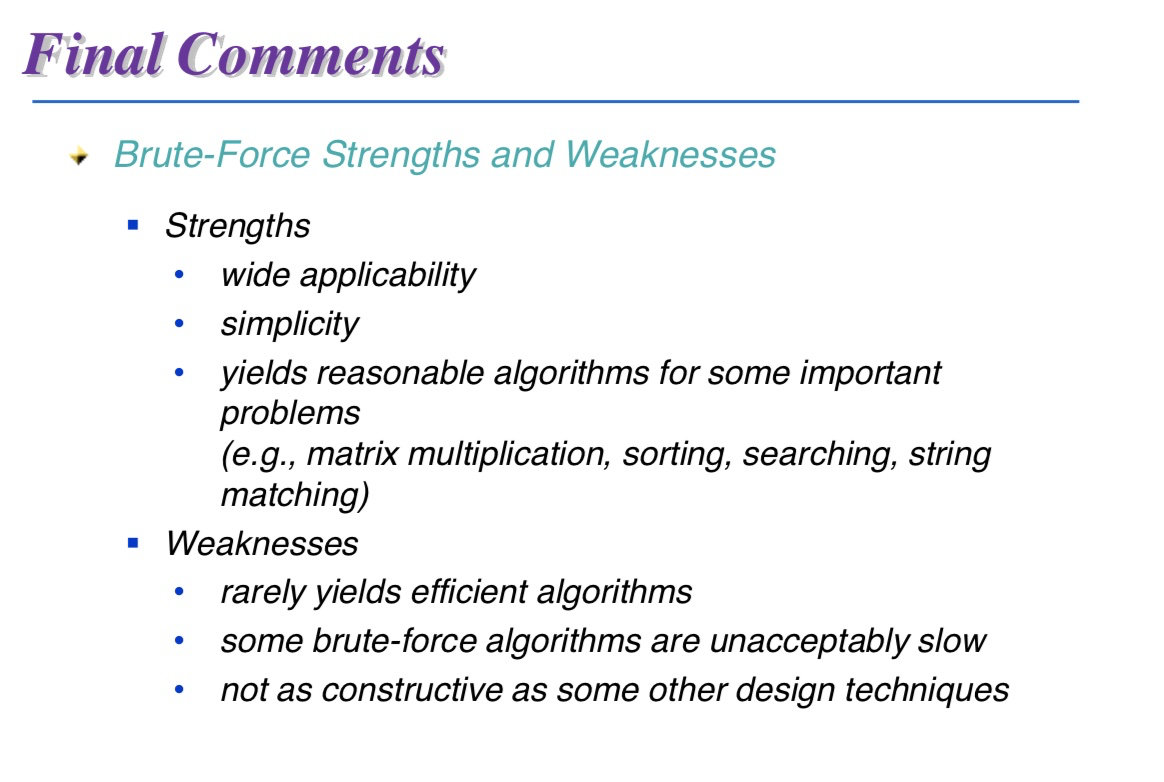 Final Comments
Brute-Force Strengths and Weaknesses
Strengths
wide applicability
simplicity
yields reasonable algorithms for some important
problems
(e.g., matrix multiplication, sorting, searching, string
matching)
Weaknesses
rarely yields efficient algorithms
some brute-force algorithms are unacceptably slow
not as constructive as some other design techniques